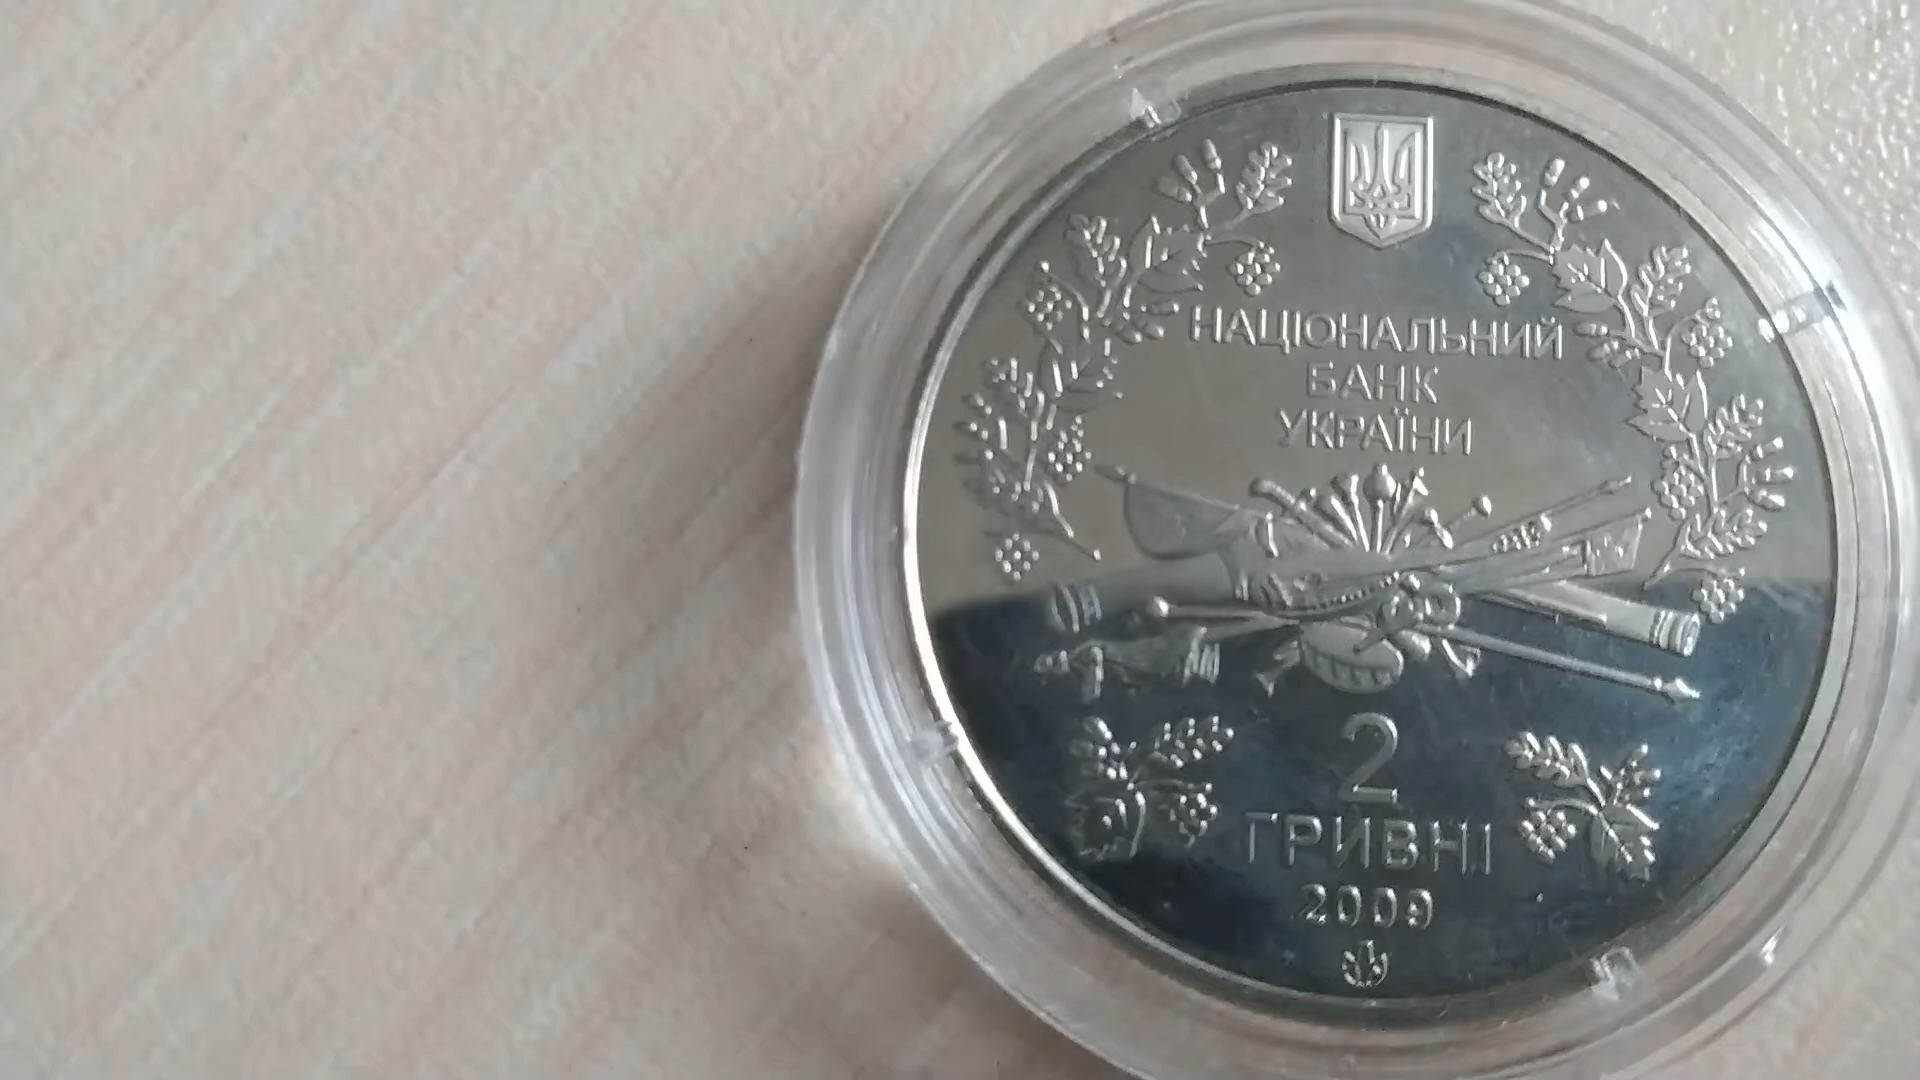 НАЦІОНАЛЬНИЙ
БАНК
УКРАЇНИ
2
ГРИВНІ
2009